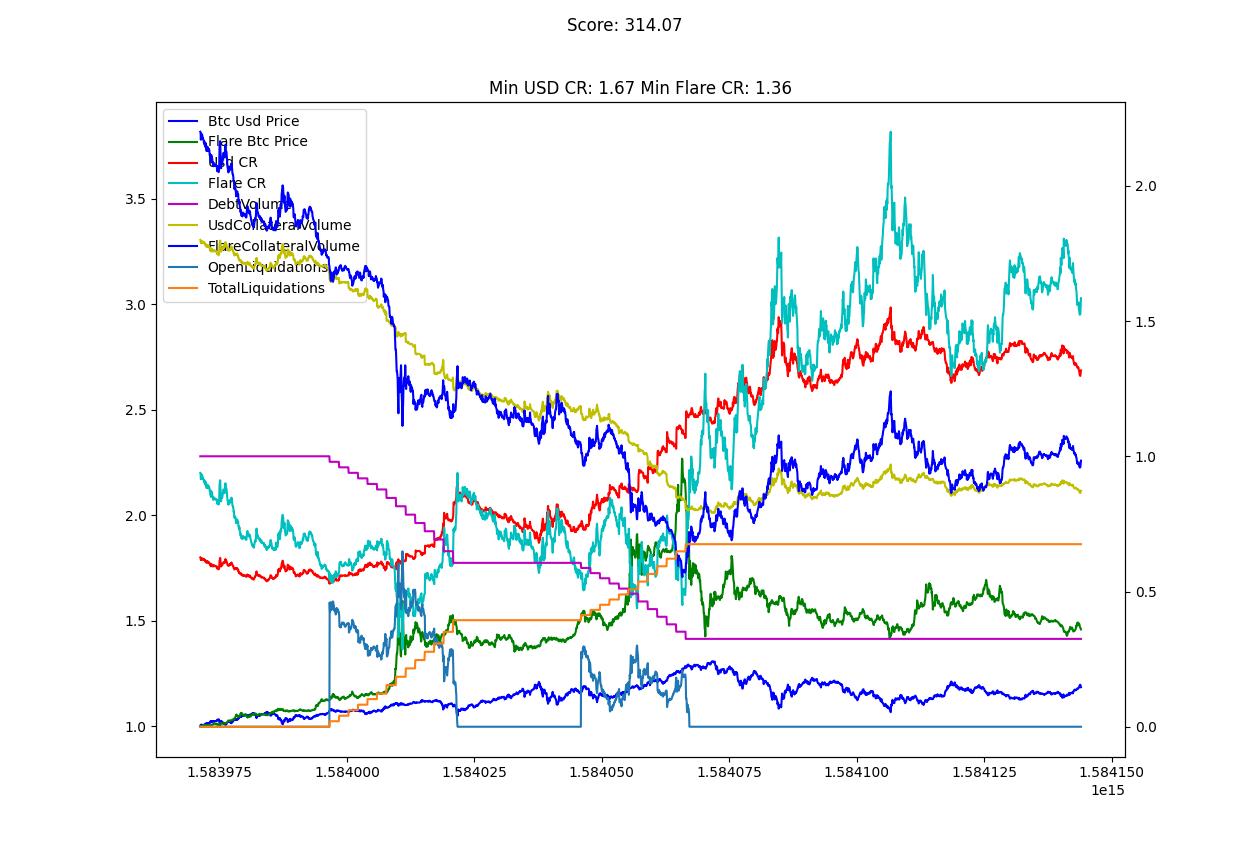 Score: 314.07
Min USD CR: 1.67 Min Flare CR: 1.36
Btc Usd Price
Flare Btc Price
Usd CR
Flare CR
DebtVolume
UsdCollateralVolume
FlareCollateralVolume
OpenLiquidations
TotalLiquidations
3.5
3.0
2.5
2.0
1.5
1.0
2.0
1.5
1.0
0.5
0.0
1.583975
1.584000
1.584025
1.584050
1.584075
1.584100
1.584125
1.584150
1e15